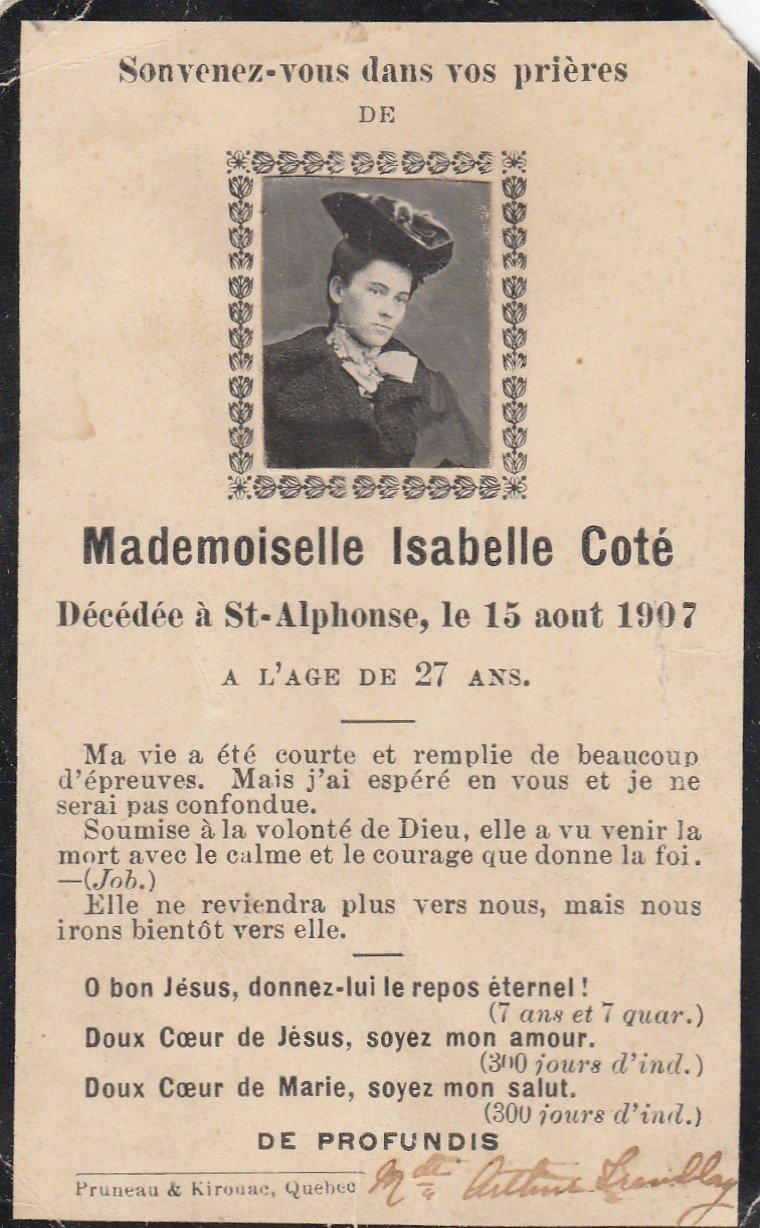 Souvenez-vous dans vos prières
DE
Mademoiselle Isabelle Coté
Décédée à St-Alphonse, le 15 aout 1907
A L'AGE DE 27 ANS.
Ma vie a été courte et remplie de beaucoup
d'épreuves. Mais j'ai espéré en vous et je ne
serai pas confondue.
Soumise à la volonté de Dieu, elle a vu venir la
mort avec le calme et le courage que donne la foi.
—(Job.)
Elle ne reviendra plus vers nous, mais nous
irons bientôt vers elle.
O bon Jésus, donnez-lui le repos éternel !
(7 ans et 7 quar.)
Doux Cœur de Jésus, soyez mon amour.
(300 jours d'ind.)
Doux Cœur de Marie, soyez mon salut.
(300 jours d'ind.)
DE PROFUNDIS
Pruneau & Kirouac, Quebec
Arthur Tremblay